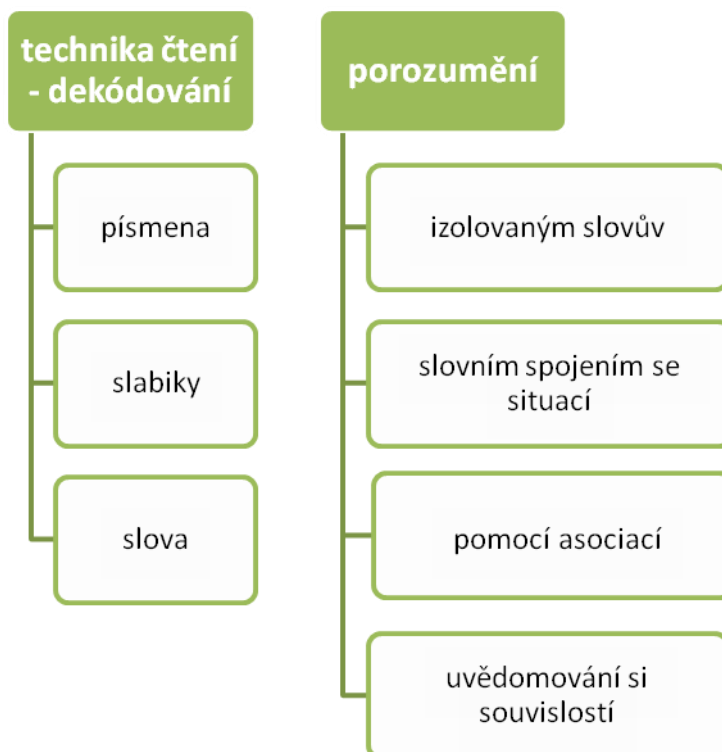 technika čtení
- dekódování
písmena
slabiky
slova
porozumění
izolovaným slovův
slovním spojením se
situací
pomocí asociací
uvědomování si
souvislostí